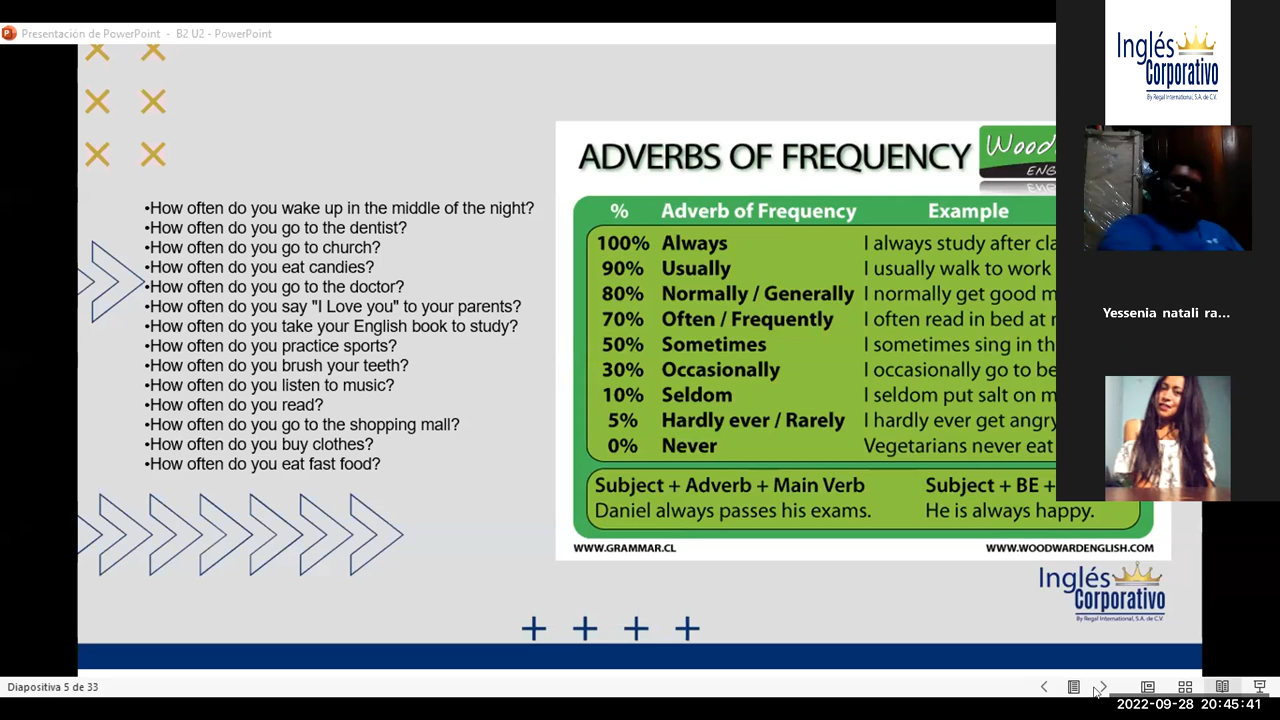 Presentación de PowerPoint - B2 U2 - PowerPoint
•How often do you wake up in the middle of the night?
•How often do you go to the dentist?
•How often do you go to church?
•How often do you eat candies?
•How often do you go to the doctor?
•How often do you say "I Love you" to your parents?
•How often do you take your English book to study?
•How often do you practice sports?
•How often do you brush your teeth?
•How often do you listen to music?
•How often do you read?
•How often do you go to the shopping mall?
•How often do you buy clothes?
•How often do you eat fast food?
ADVERBS OF FREQUENCY
Wood
ENG
% Adverb of Frequency Example
100% Always I always study after cla
90% Usually I usually walk to work
80% Normally / Generally I normally get good m
70% Often / Frequently I often read in bed at
50% Sometimes I sometimes sing in th
30% Occasionally I occasionally go to be
10% Seldom I seldom put salt on m
5% Hardly ever / Rarely I hardly ever get angry
0% Never Vegetarians never eat
Subject + Adverb + Main Verb Subject + BE +
Daniel always passes his exams. He is always happy.
WWW.GRAMMAR.CL WWW.WOODWARDENGLISH.COM
Inglés
Corporativo
By Regal International, S.A. de C.V.
Inglés
Corporativo
By Regal International, S.A. de C.V.
Yessenia natali ra...
Diapositiva 5 de 33
2022-09-28 20:45:41